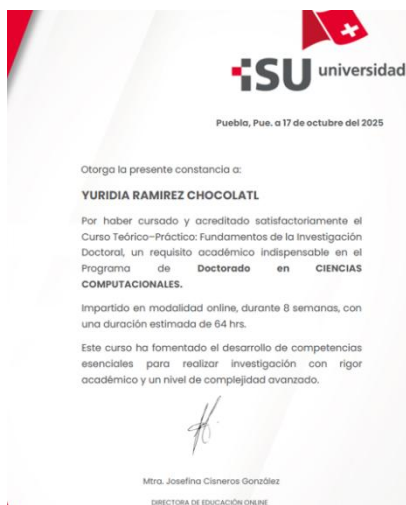 iSU universidad
Puebla, Pue. a 17 de octubre del 2025
Otorga la presente constancia a:
YURIDIA RAMIREZ CHOCOLATL
Por haber cursado y acreditado satisfactoriamente el
Curso Teórico-Práctico: Fundamentos de la Investigación
Doctoral, un requisito académico indispensable en el
Programa de Doctorado en CIENCIAS
COMPUTACIONALES.
Impartido en modalidad online, durante 8 semanas, con
una duración estimada de 64 hrs.
Este curso ha fomentado el desarrollo de competencias
esenciales para realizar investigación con rigor
académico y un nivel de complejidad avanzado.
Mtra. Josefina Cisneros González
DIRECTORA DE EDUCACIÓN ONLINE